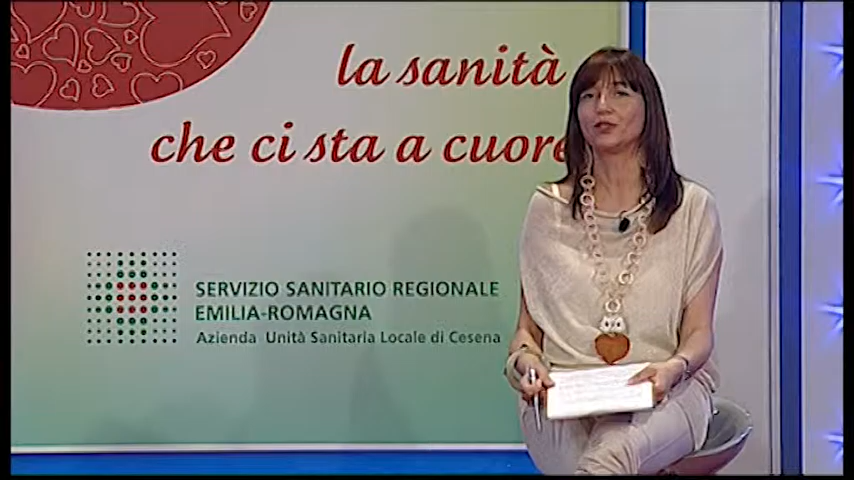 la sanità
che ci sta a cuore
SERVIZIO SANITARIO REGIONALE
EMILIA-ROMAGNA
Azienda Unità Sanitaria Locale di Cesena